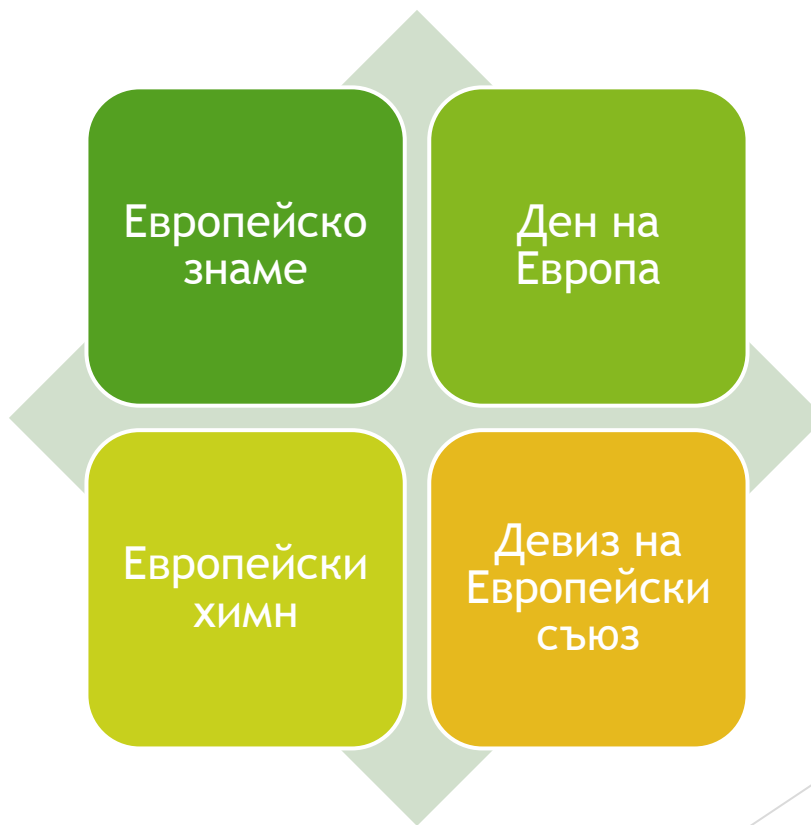 Европейско
знаме
Ден на
Европа
Европейски
химн
Девиз на
Европейски
съюз